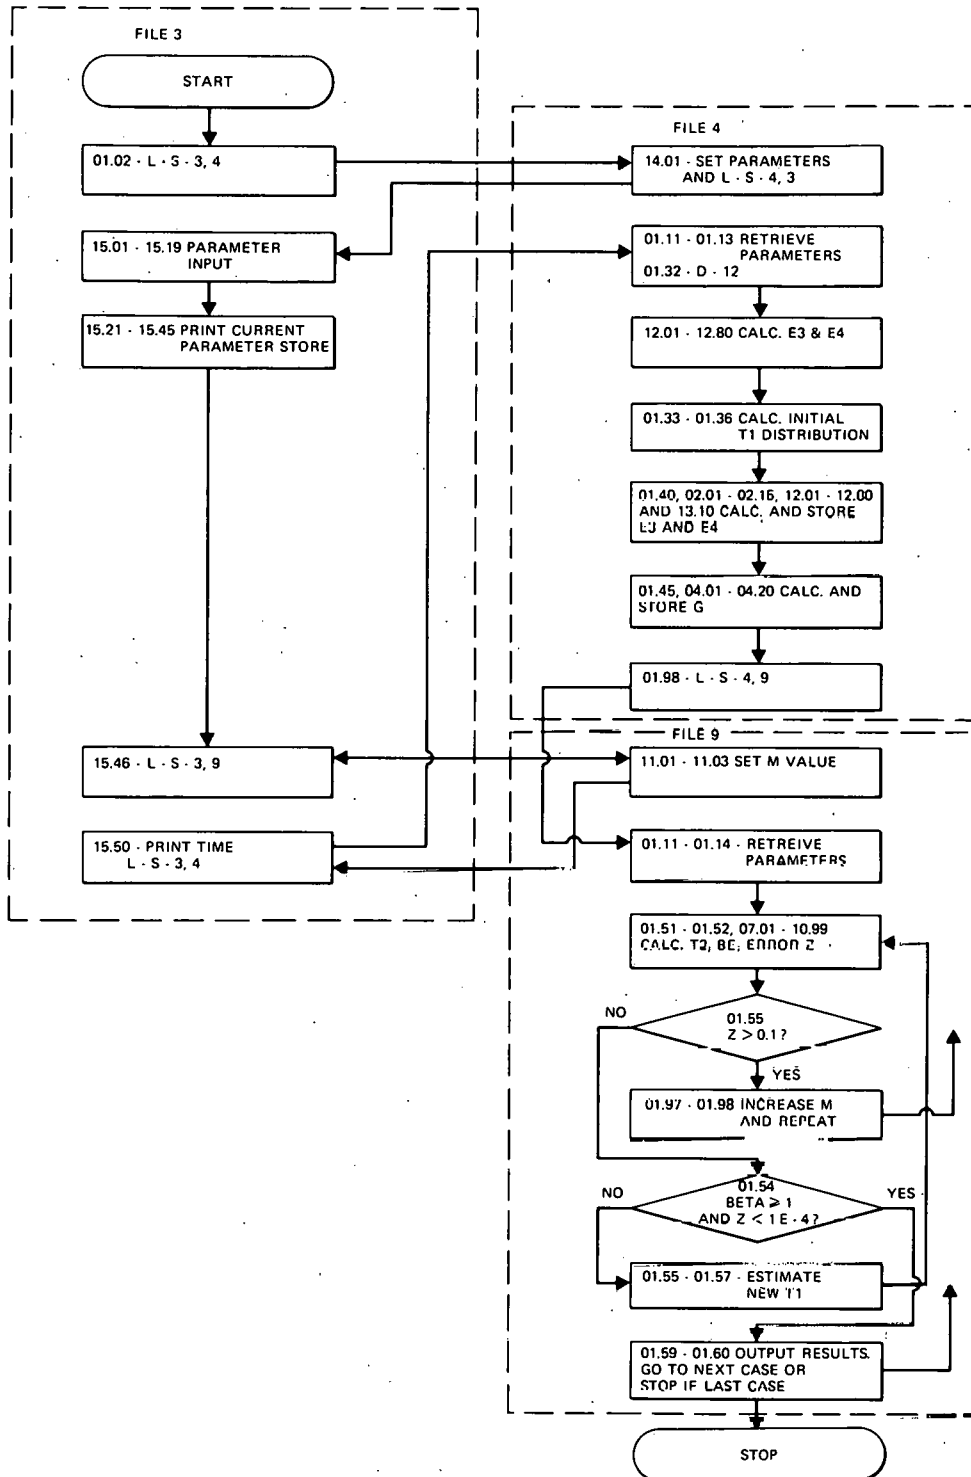 FILE 3
START
01.02 - L - S - 3, 4
15.01 - 15.19 PARAMETER
INPUT
15.21 - 15.45 PRINT CURRENT
PARAMETER STORE
15.46 - L - S - 3, 9
15.50 - PRINT TIME
L - S - 3, 4
FILE 4
14.01 - SET PARAMETERS
AND L - S - 4, 3
01.11 - 01.13 RETRIEVE
PARAMETERS
01.32 - D - 12
12.01 - 12.80 CALC. E3 & E4
01.33 - 01.36 CALC. INITIAL
T1 DISTRIBUTION
01.40, 02.01 - 02.16, 12.01 - 12.00
AND 13.10 CALC. AND STORE
E3 AND E4
01.45, 04.01 - 04.20 CALC. AND
STORE G
01.98 - L - S - 4, 9
FILE 9
11.01 - 11.03 SET M VALUE
01.11 - 01.14 - RETREIVE
PARAMETERS
01.51 - 01.52, 07.01 - 10.99
CALC. T2, BE, ERROR Z
01.55
Z > 0.1?
NO
YES
01.97 - 01.98 INCREASE M
AND REPEAT
01.54
BETA ⩾ 1
AND Z < 1E-4?
NO
YES
01.55 - 01.57 - ESTIMATE
NEW T1
01.59 - 01.60 OUTPUT RESULTS.
GO TO NEXT CASE OR
STOP IF LAST CASE
STOP